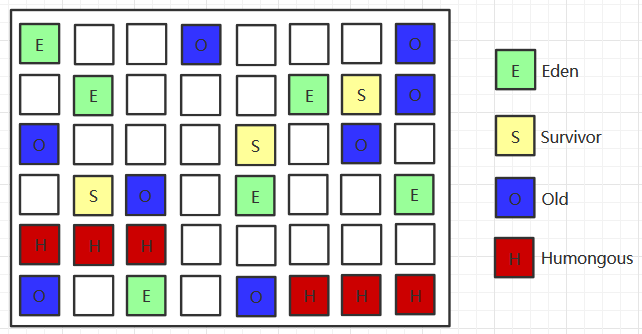 E O O
E E S O
O S O
S O E E
H H H
O E O H H H
E Eden
S Survivor
O Old
H Humongous